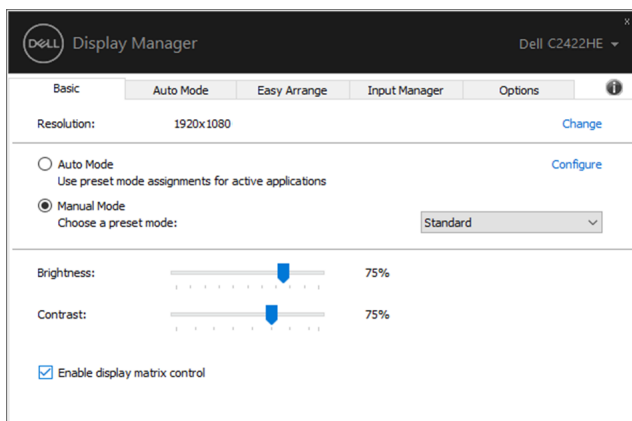 x
DELL Display Manager Dell C2422HE
Basic Auto Mode Easy Arrange Input Manager Options i
Resolution: 1920x1080 Change
Auto Mode Configure
Use preset mode assignments for active applications
Manual Mode
Choose a preset mode: Standard
Brightness: 75%
Contrast: 75%
Enable display matrix control